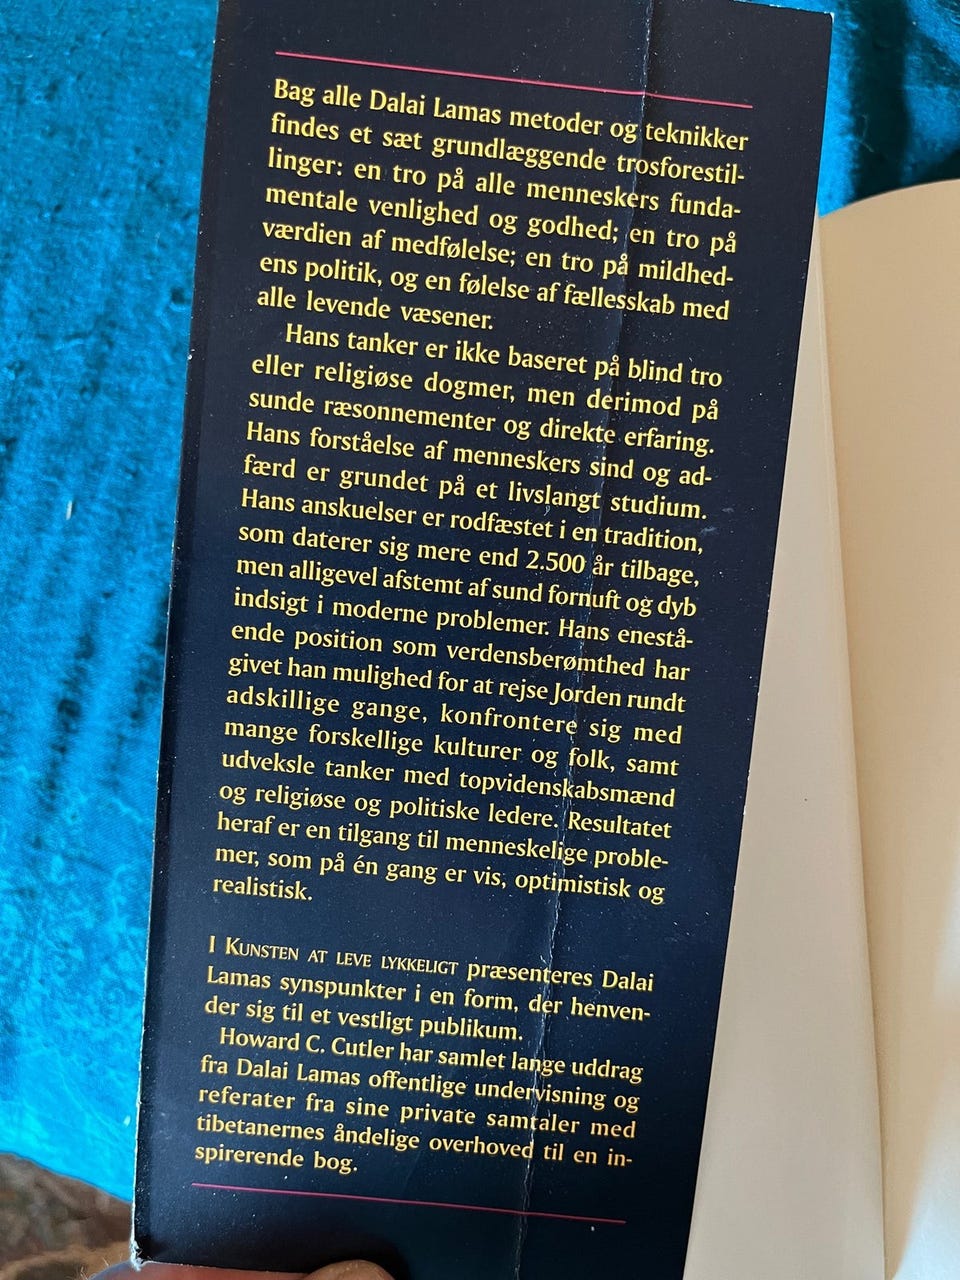 Bag alle Dalai Lamas metoder og teknikker
findes et sæt grundlæggende trosforestil-
linger: en tro på alle menneskers funda-
mentale venlighed og godhed; en tro på
værdien af medfølelse; en tro på mildhed-
ens politik, og en følelse af fællesskab med
alle levende væsener.
Hans tanker er ikke baseret på blind tro
eller religiøse dogmer, men derimod på
sunde ræsonnementer og direkte erfaring.
Hans forståelse af menneskers sind og ad-
færd er grundet på et livslangt studium.
Hans anskuelser er rodfæstet i en tradition,
som daterer sig mere end 2.500 år tilbage,
men alligevel afstemt af sund fornuft og dyb
indsigt i moderne problemer. Hans enestå-
ende position som verdensberømthed har
givet han mulighed for at rejse Jorden rundt
adskillige gange, konfrontere sig med
mange forskellige kulturer og folk, samt
udveksle tanker med topvidenskabsmænd
og religiøse og politiske ledere. Resultatet
heraf er en tilgang til menneskelige proble-
mer, som på én gang er vis, optimistisk og
realistisk.
I KUNSTEN AT LEVE LYKKELIGT præsenteres Dalai
Lamas synspunkter i en form, der henven-
der sig til et vestligt publikum.
Howard C. Cutler har samlet lange uddrag
fra Dalai Lamas offentlige undervisning og
referater fra sine private samtaler med
tibetanernes åndelige overhoved til en in-
spirerende bog.